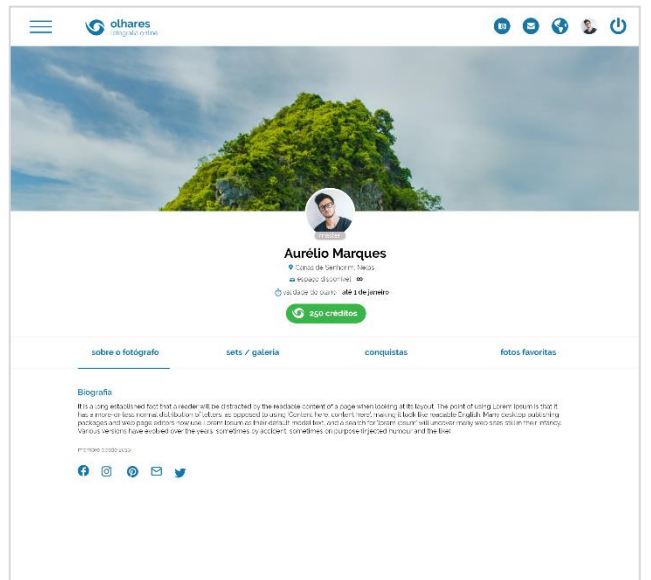 olhares
fotografia online
Aurélio Marques
Canas de Senhorim, Nelas
espaço disponível ∞
validade do plano até 1 de janeiro
250 créditos
sobre o fotógrafo sets / galeria conquistas fotos favoritas
Biografia
It is a long established fact that a reader will be distracted by the readable content of a page when looking at its layout. The point of using Lorem Ipsum is that it
has a more-or-less normal distribution of letters, as opposed to using 'Content here, content here', making it look like readable English. Many desktop publishing
packages and web page editors now use Lorem Ipsum as their default model text, and a search for 'lorem ipsum' will uncover many web sites still in their infancy.
Various versions have evolved over the years, sometimes by accident, sometimes on purpose (injected humour and the like)
membro desde